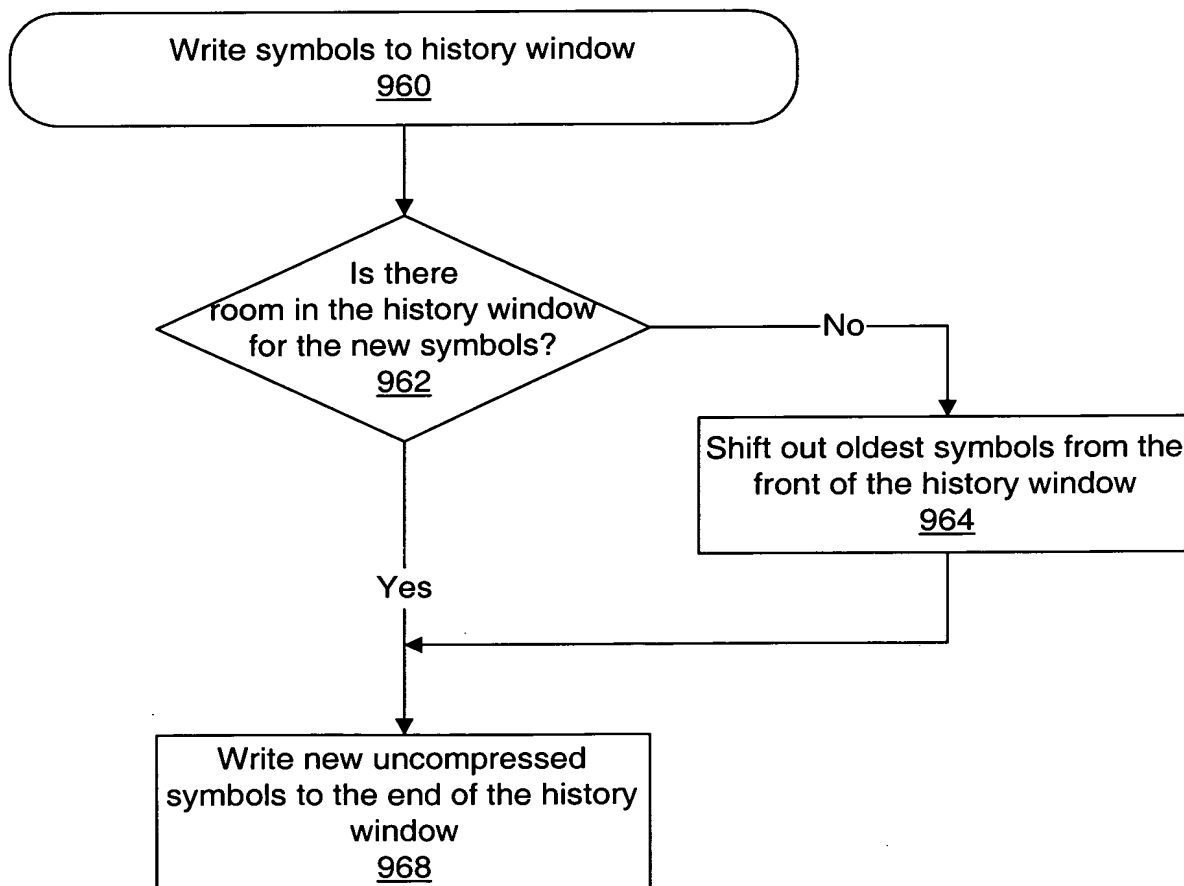 Write symbols to history window
960
Is there
room in the history window
for the new symbols?
962
No
Shift out oldest symbols from the
front of the history window
964
Yes
Write new uncompressed
symbols to the end of the history
window
968